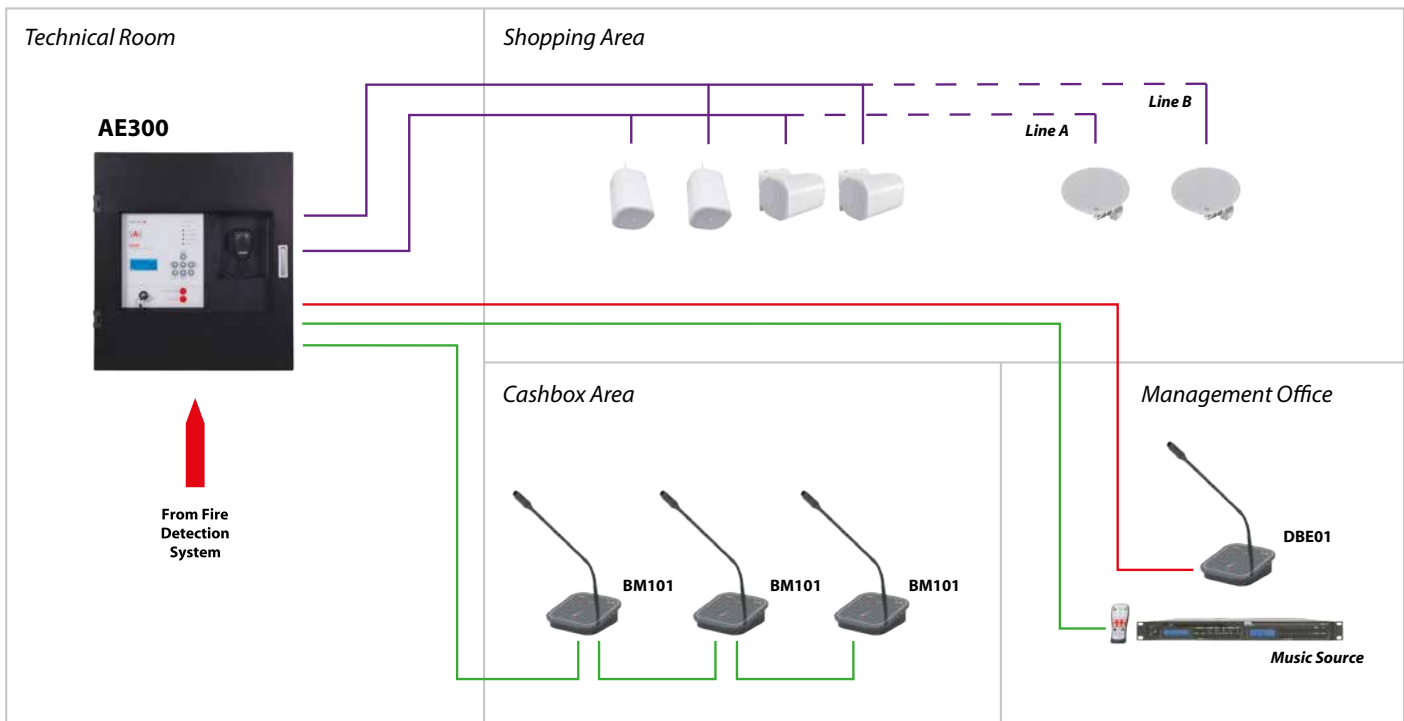 Technical Room
Shopping Area
Line B
Line A
AE300
Cashbox Area
Management Office
From Fire
Detection
System
BM101
BM101
BM101
DBE01
Music Source